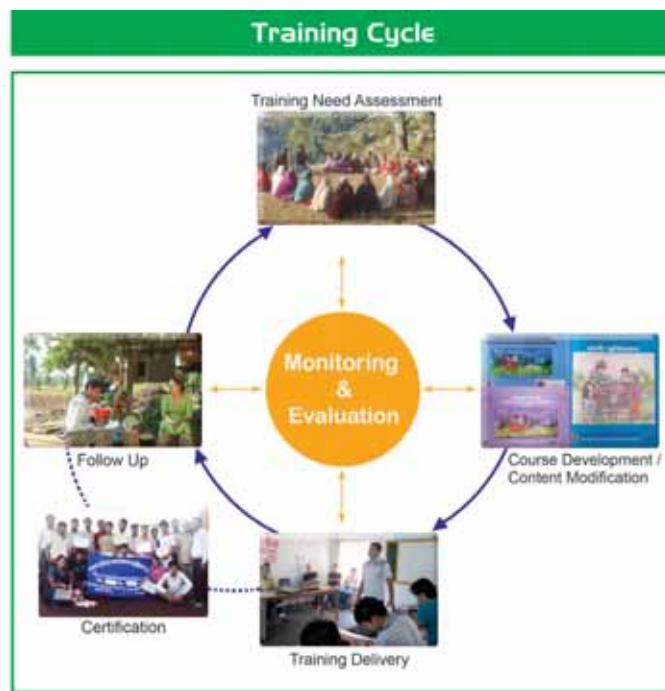 Training Cycle
Training Need Assessment
Monitoring
&
Evaluation
Course Development /
Content Modification
Follow Up
Certification
Training Delivery